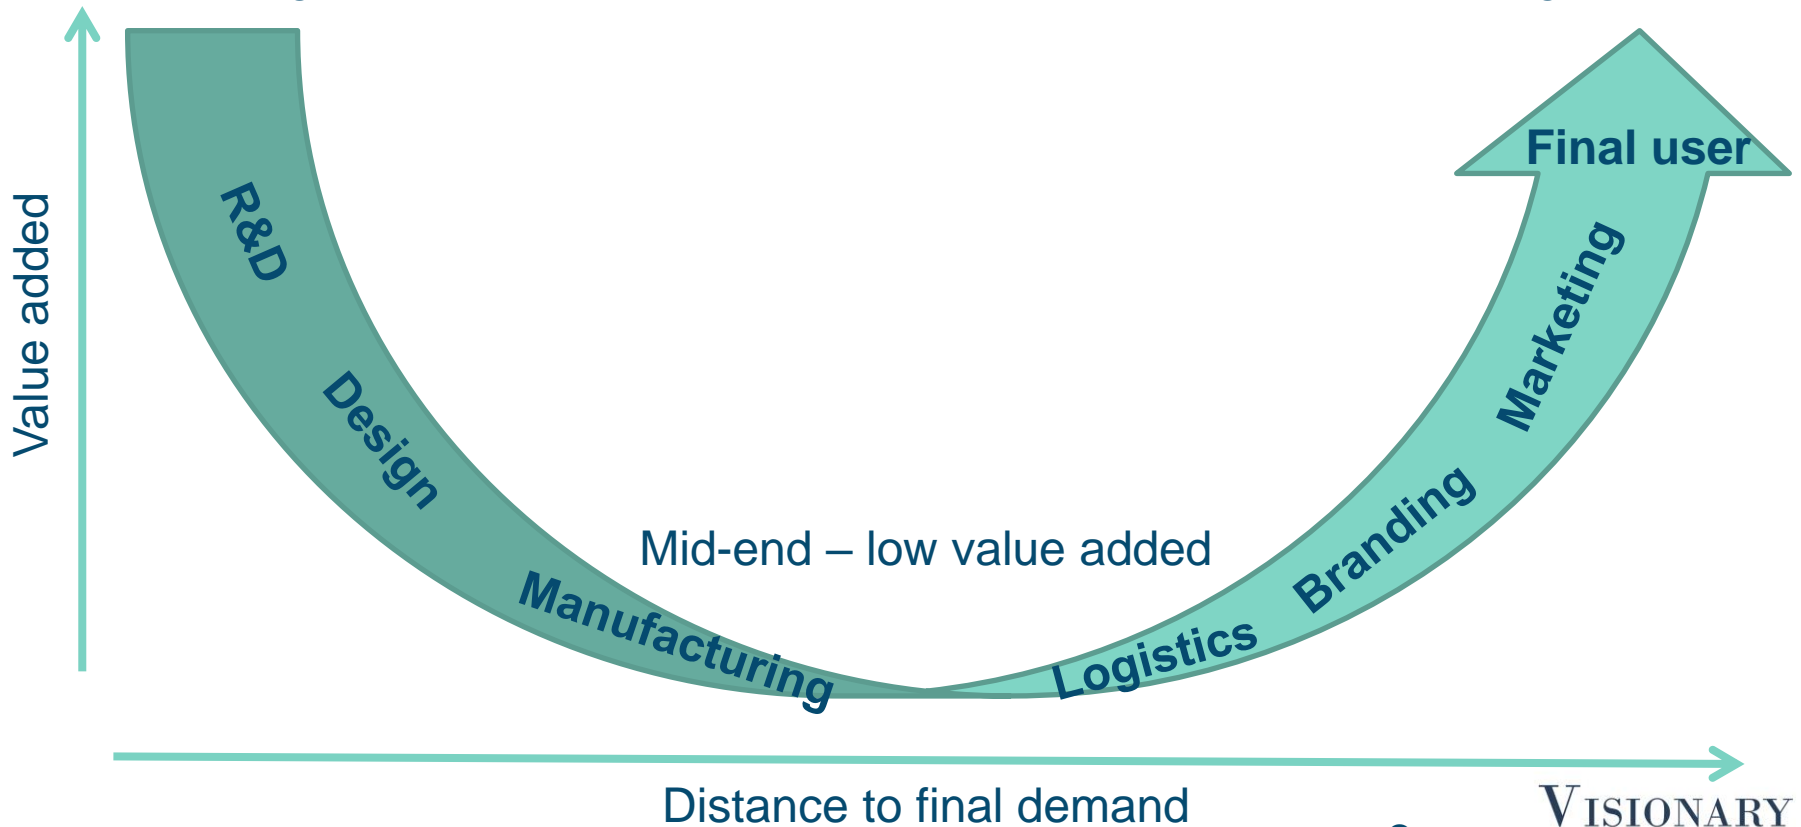 Value added
R&D
Design
Manufacturing
Mid-end – low value added
Logistics
Branding
Marketing
Final user
Distance to final demand
VISIONARY